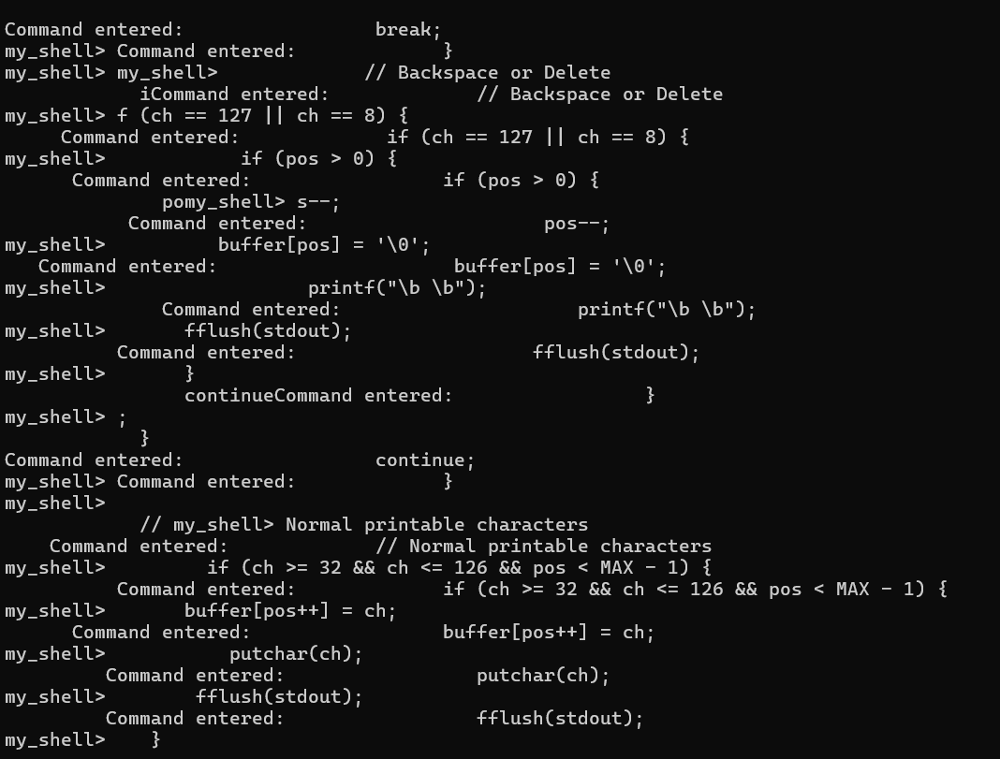 Command entered:                 break;
my_shell> Command entered:             }
my_shell> my_shell>             // Backspace or Delete
            iCommand entered:             // Backspace or Delete
my_shell> f (ch == 127 || ch == 8) {
     Command entered:             if (ch == 127 || ch == 8) {
my_shell>            if (pos > 0) {
      Command entered:                 if (pos > 0) {
              pomy_shell> s--;
           Command entered:                     pos--;
my_shell>          buffer[pos] = '\0';
   Command entered:                     buffer[pos] = '\0';
my_shell>                  printf("\b \b");
              Command entered:                     printf("\b \b");
my_shell>       fflush(stdout);
          Command entered:                     fflush(stdout);
my_shell>       }
                continueCommand entered:                 }
my_shell> ;
            }
Command entered:                 continue;
my_shell> Command entered:             }
my_shell>
            // my_shell> Normal printable characters
    Command entered:             // Normal printable characters
my_shell>         if (ch >= 32 && ch <= 126 && pos < MAX - 1) {
          Command entered:             if (ch >= 32 && ch <= 126 && pos < MAX - 1) {
my_shell>       buffer[pos++] = ch;
      Command entered:                 buffer[pos++] = ch;
my_shell>           putchar(ch);
         Command entered:                 putchar(ch);
my_shell>        fflush(stdout);
         Command entered:                 fflush(stdout);
my_shell>    }